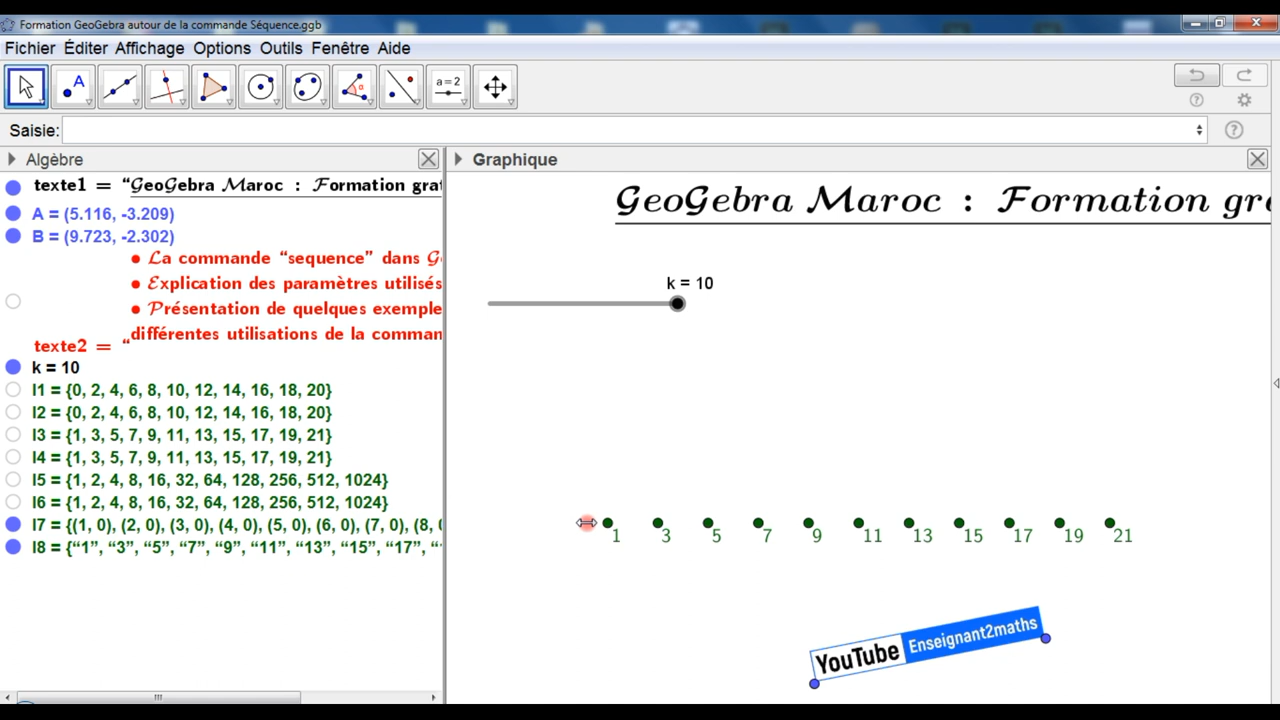 Formation GeoGebra autour de la commande Séquence.ggb
Fichier Éditer Affichage Options Outils Fenêtre Aide
A
α
a = 2
Saisie:
Algèbre
Graphique
texte1 = “GeoGebra Maroc : Formation grat
A = (5.116, -3.209)
B = (9.723, -2.302)
• La commande “sequence” dans G
• Explication des paramètres utilisés
• Présentation de quelques exemple
différentes utilisations de la comman
texte2 = “
k = 10
l1 = {0, 2, 4, 6, 8, 10, 12, 14, 16, 18, 20}
l2 = {0, 2, 4, 6, 8, 10, 12, 14, 16, 18, 20}
l3 = {1, 3, 5, 7, 9, 11, 13, 15, 17, 19, 21}
l4 = {1, 3, 5, 7, 9, 11, 13, 15, 17, 19, 21}
l5 = {1, 2, 4, 8, 16, 32, 64, 128, 256, 512, 1024}
l6 = {1, 2, 4, 8, 16, 32, 64, 128, 256, 512, 1024}
l7 = {(1, 0), (2, 0), (3, 0), (4, 0), (5, 0), (6, 0), (7, 0), (8, 0
l8 = {“1”, “3”, “5”, “7”, “9”, “11”, “13”, “15”, “17”, “
GeoGebra Maroc : Formation gra
k = 10
1 3 5 7 9 11 13 15 17 19 21
YouTube Enseignant2maths